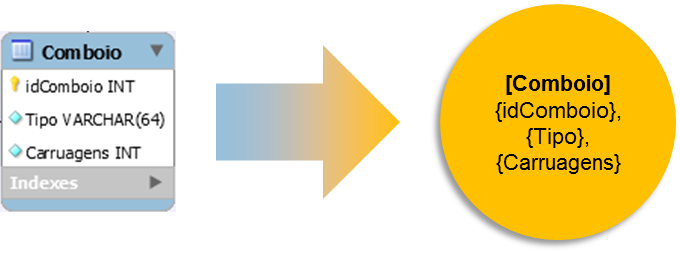 Comboio
idComboio INT
Tipo VARCHAR(64)
Carruagens INT
Indexes
[Comboio]
{idComboio},
{Tipo},
{Carruagens}